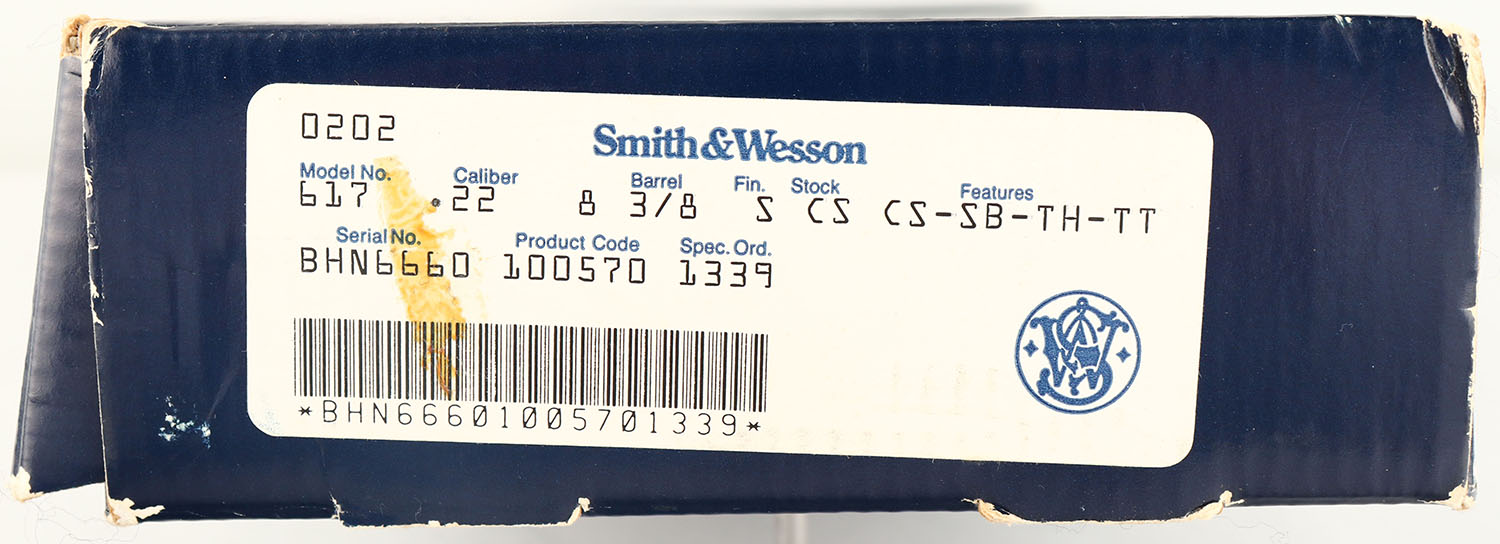 0202
Smith&Wesson
Model No. Caliber Barrel Fin. Stock Features
617 .22 8 3/8 S CS CS-SB-TH-TT
Serial No. Product Code Spec. Ord.
BHN6660 100570 1339
*BHN66601005701339*
SW